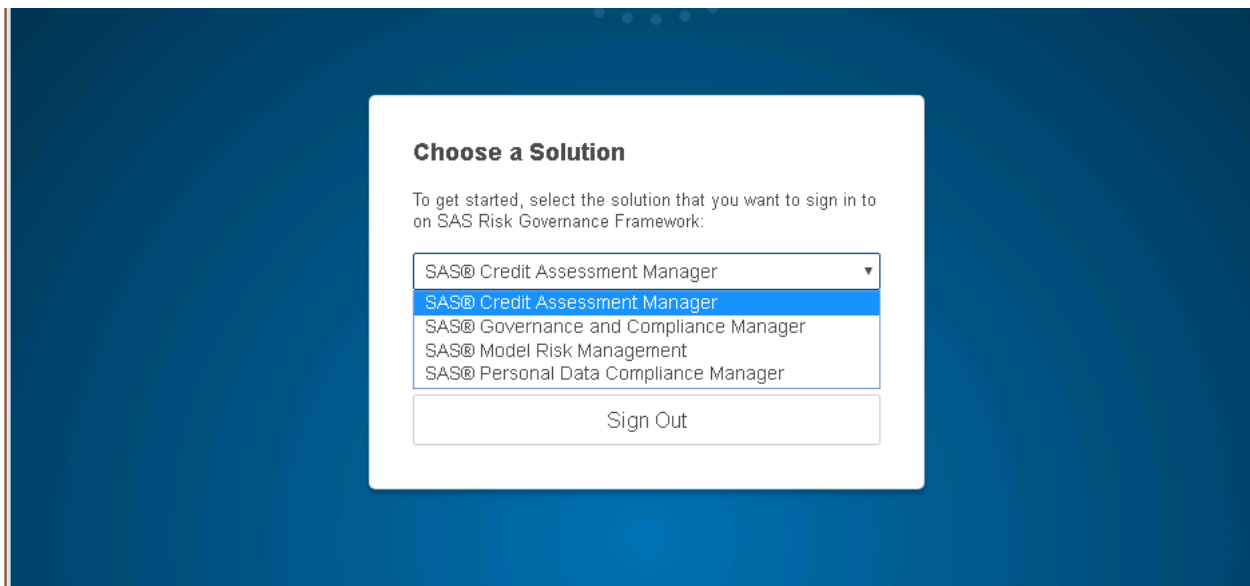 Choose a Solution
To get started, select the solution that you want to sign in to
on SAS Risk Governance Framework:
SAS® Credit Assessment Manager
SAS® Credit Assessment Manager
SAS® Governance and Compliance Manager
SAS® Model Risk Management
SAS® Personal Data Compliance Manager
Sign Out